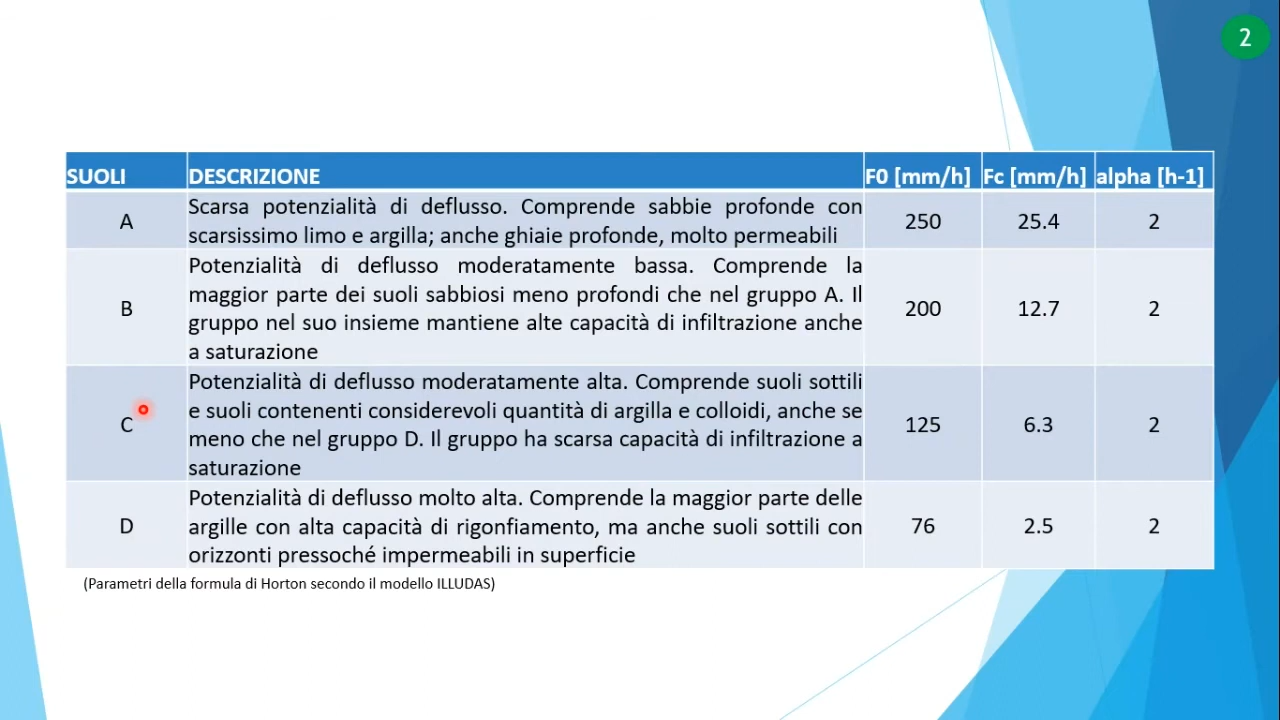 2
SUOLI DESCRIZIONE F0 [mm/h] Fc [mm/h] alpha [h-1]
A
Scarsa potenzialità di deflusso. Comprende sabbie profonde con
scarsissimo limo e argilla; anche ghiaie profonde, molto permeabili
250 25.4 2
B
Potenzialità di deflusso moderatamente bassa. Comprende la
maggior parte dei suoli sabbiosi meno profondi che nel gruppo A. Il
gruppo nel suo insieme mantiene alte capacità di infiltrazione anche
a saturazione
200 12.7 2
C
Potenzialità di deflusso moderatamente alta. Comprende suoli sottili
e suoli contenenti considerevoli quantità di argilla e colloidi, anche se
meno che nel gruppo D. Il gruppo ha scarsa capacità di infiltrazione a
saturazione
125 6.3 2
D
Potenzialità di deflusso molto alta. Comprende la maggior parte delle
argille con alta capacità di rigonfiamento, ma anche suoli sottili con
orizzonti pressoché impermeabili in superficie
76 2.5 2
(Parametri della formula di Horton secondo il modello ILLUDAS)